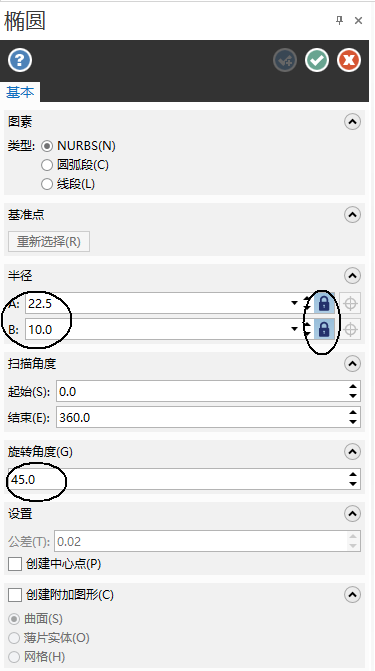 椭圆
基本
图素
类型: NURBS(N)
圆弧段(C)
线段(L)
基准点
重新选择(R)
半径
A: 22.5
B: 10.0
扫描角度
起始(S): 0.0
结束(E): 360.0
旋转角度(G)
45.0
设置
公差(T): 0.02
创建中心点(P)
创建附加图形(C)
曲面(S)
薄片实体(O)
网格(H)